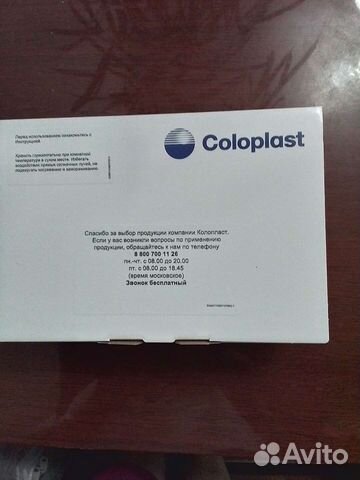 Перед использованием ознакомьтесь с
Инструкцией.
Хранить горизонтально при комнатной
температуре в сухом месте. Избегать
воздействия прямых солнечных лучей, не
подвергать нагреванию и замораживанию.
Coloplast
Спасибо за выбор продукции компании Колопласт.
Если у вас возникли вопросы по применению
продукции, обращайтесь к нам по телефону
8 800 700 11 26
пн.-чт. с 08.00 до 20.00
пт. с 08.00 до 18.45
(время московское)
Звонок бесплатный
Avito